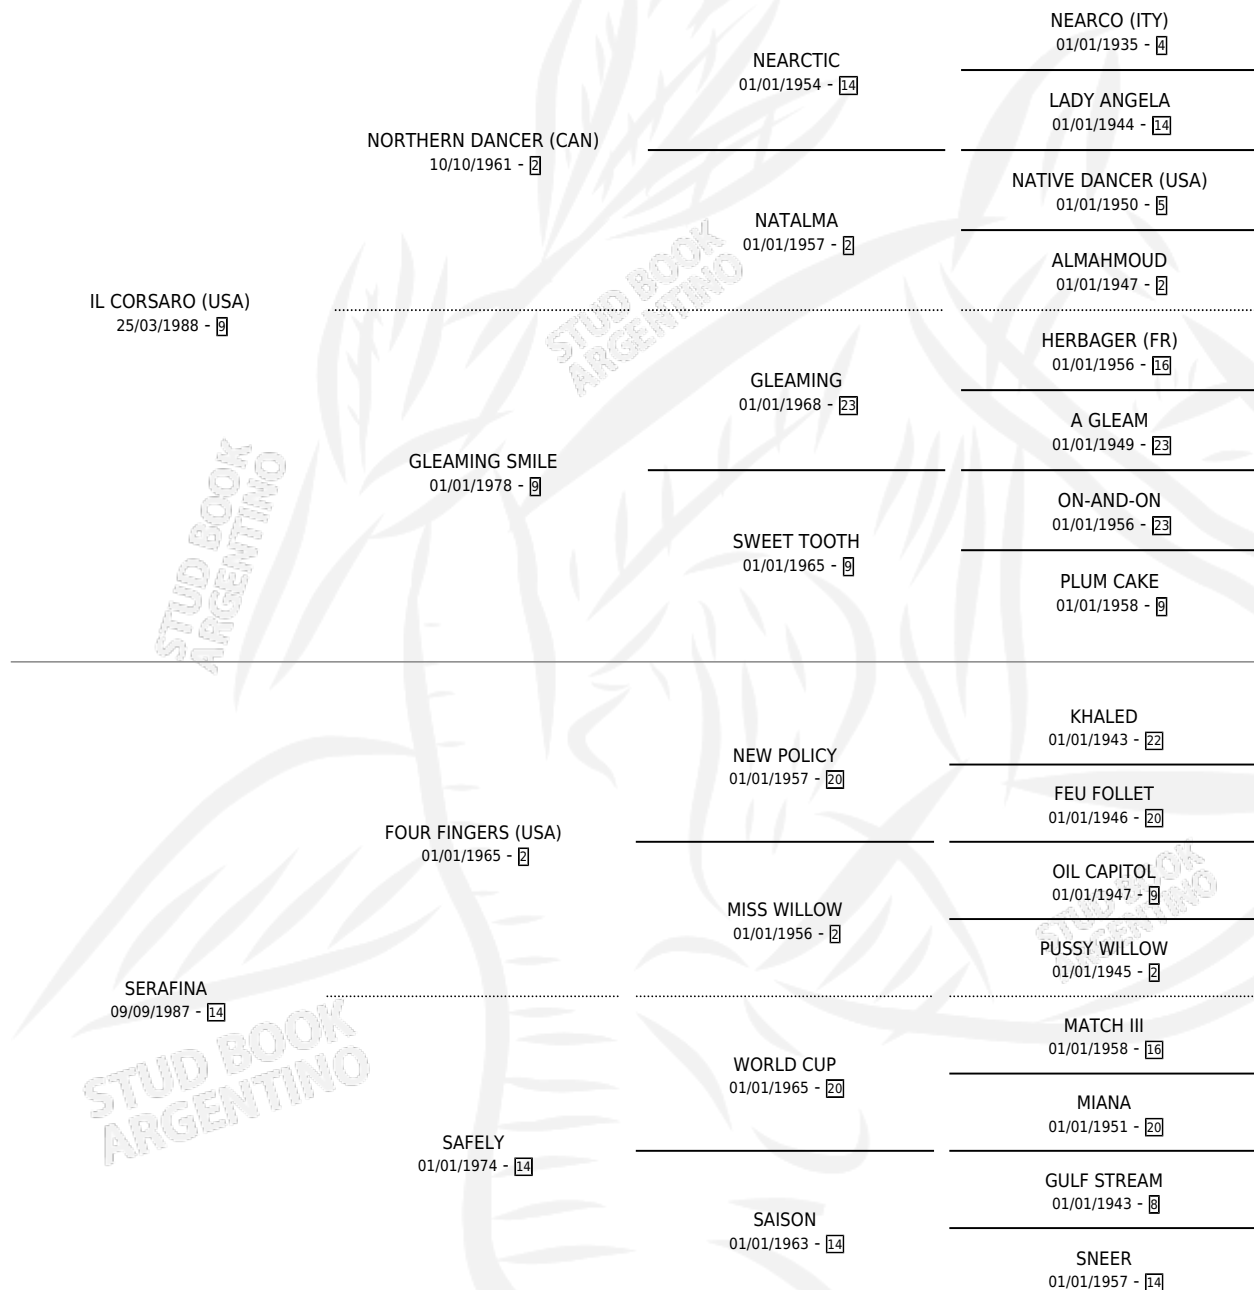 NEARCO (ITY)
01/01/1935 - 4
NEARCTIC
01/01/1954 - 14
LADY ANGELA
01/01/1944 - 14
NORTHERN DANCER (CAN)
10/10/1961 - 2
NATIVE DANCER (USA)
01/01/1950 - 5
NATALMA
01/01/1957 - 2
ALMAHMOUD
01/01/1947 - 2
IL CORSARO (USA)
25/03/1988 - 9
STUD BOOK
ARGENTINO
HERBAGER (FR)
01/01/1956 - 16
GLEAMING
01/01/1968 - 23
A GLEAM
01/01/1949 - 23
GLEAMING SMILE
01/01/1978 - 9
ON-AND-ON
01/01/1956 - 23
SWEET TOOTH
01/01/1965 - 9
PLUM CAKE
01/01/1958 - 9
STUD BOOK
ARGENTINO
KHALED
01/01/1943 - 22
NEW POLICY
01/01/1957 - 20
FEU FOLLET
01/01/1946 - 20
FOUR FINGERS (USA)
01/01/1965 - 2
OIL CAPITOL
01/01/1947 - 9
MISS WILLOW
01/01/1956 - 2
PUSSY WILLOW
01/01/1945 - 2
STUD BOOK
ARGENTINO
SERAFINA
09/09/1987 - 14
MATCH III
01/01/1958 - 16
WORLD CUP
01/01/1965 - 20
MIANA
01/01/1951 - 20
STUD BOOK
ARGENTINO
SAFELY
01/01/1974 - 14
GULF STREAM
01/01/1943 - 8
SAISON
01/01/1963 - 14
SNEER
01/01/1957 - 14